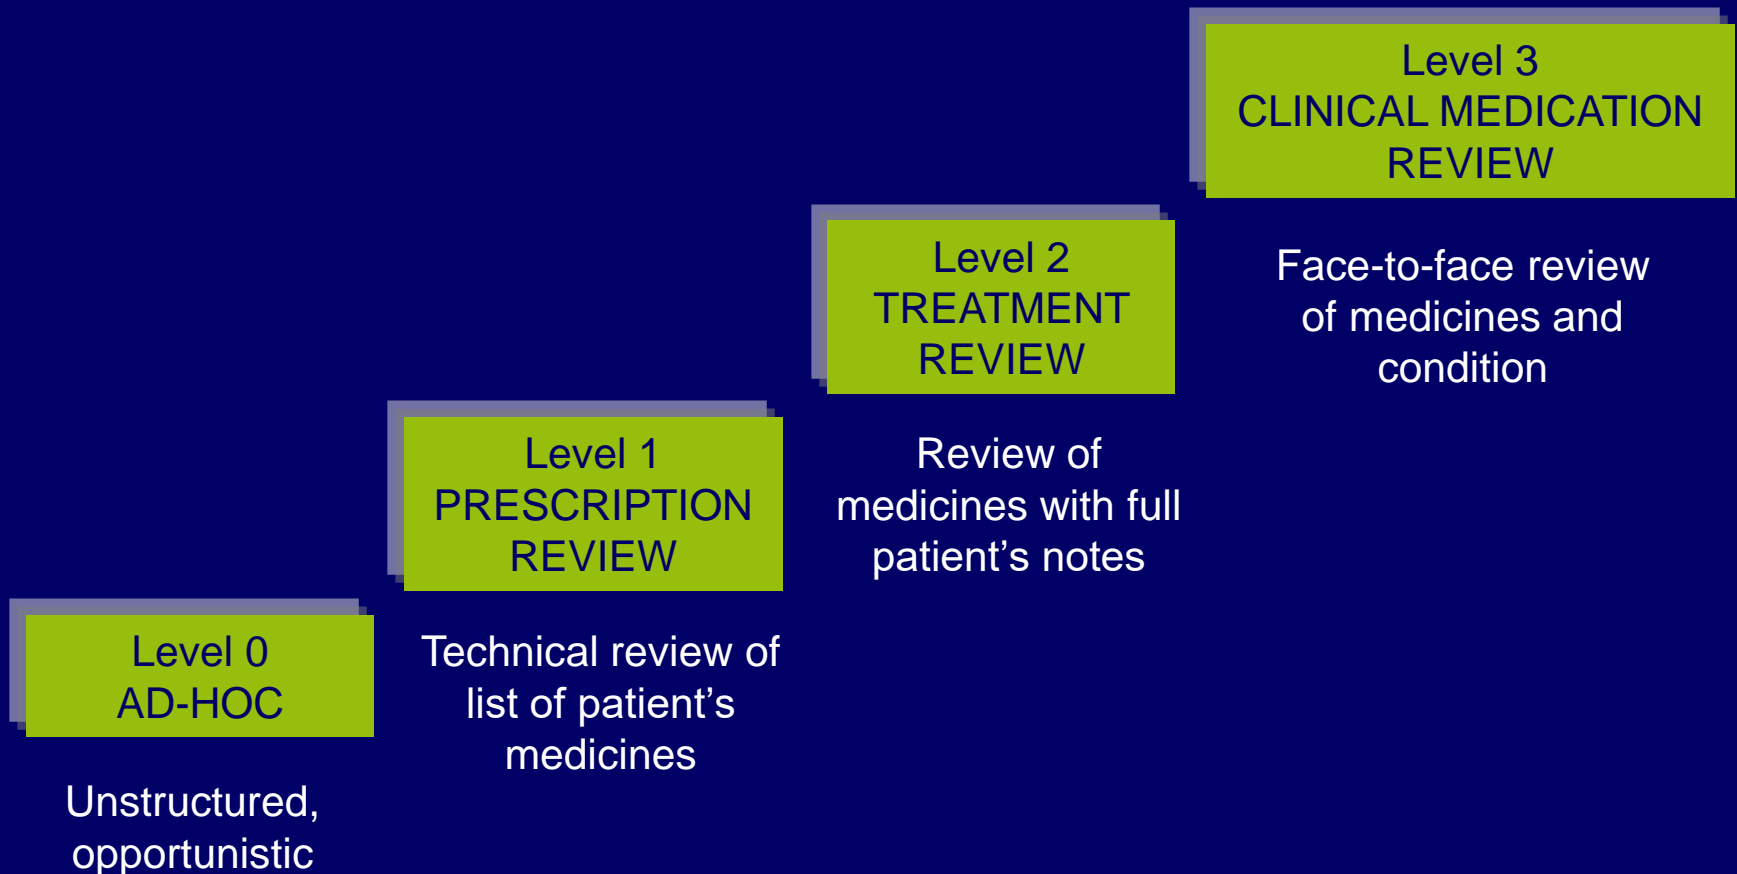 Level 3
CLINICAL MEDICATION
REVIEW
Face-to-face review
of medicines and
condition
Level 2
TREATMENT
REVIEW
Review of
medicines with full
patient’s notes
Level 1
PRESCRIPTION
REVIEW
Technical review of
list of patient’s
medicines
Level 0
AD-HOC
Unstructured,
opportunistic